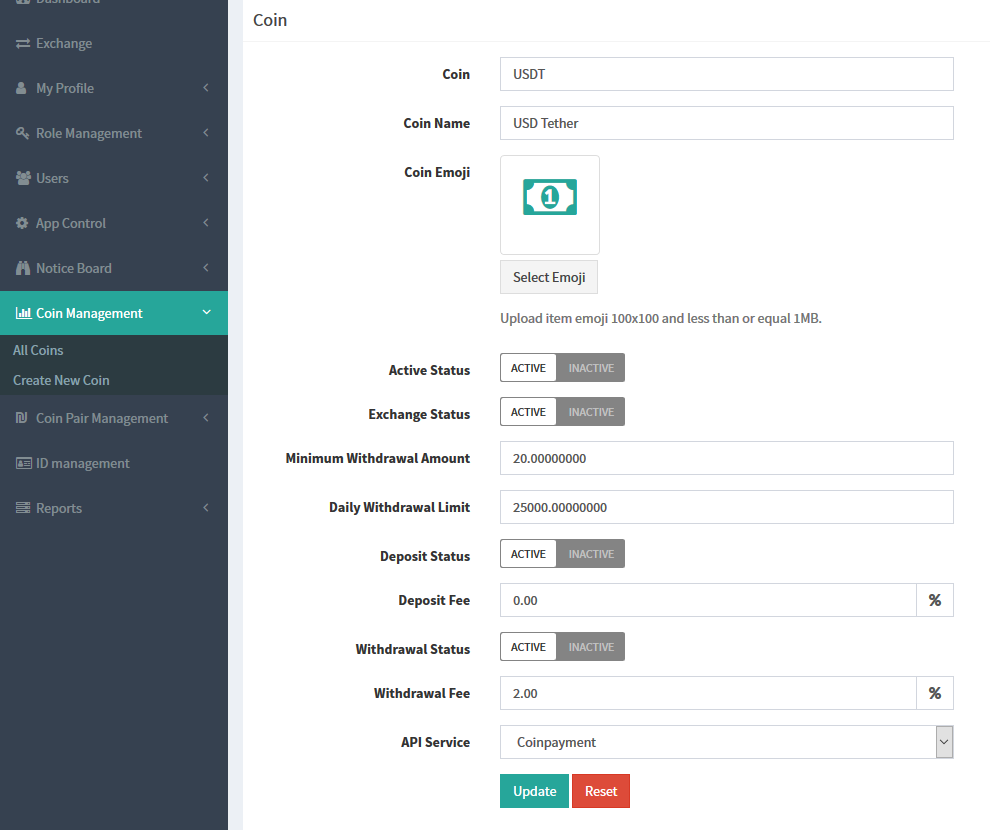 Dashboard
Exchange
My Profile
Role Management
Users
App Control
Notice Board
Coin Management
All Coins
Create New Coin
Coin Pair Management
ID management
Reports
Coin
Coin USDT
Coin Name USD Tether
Coin Emoji
1
Select Emoji
Upload item emoji 100x100 and less than or equal 1MB.
Active Status ACTIVE INACTIVE
Exchange Status ACTIVE INACTIVE
Minimum Withdrawal Amount 20.00000000
Daily Withdrawal Limit 25000.00000000
Deposit Status ACTIVE INACTIVE
Deposit Fee 0.00 %
Withdrawal Status ACTIVE INACTIVE
Withdrawal Fee 2.00 %
API Service Coinpayment
Update Reset